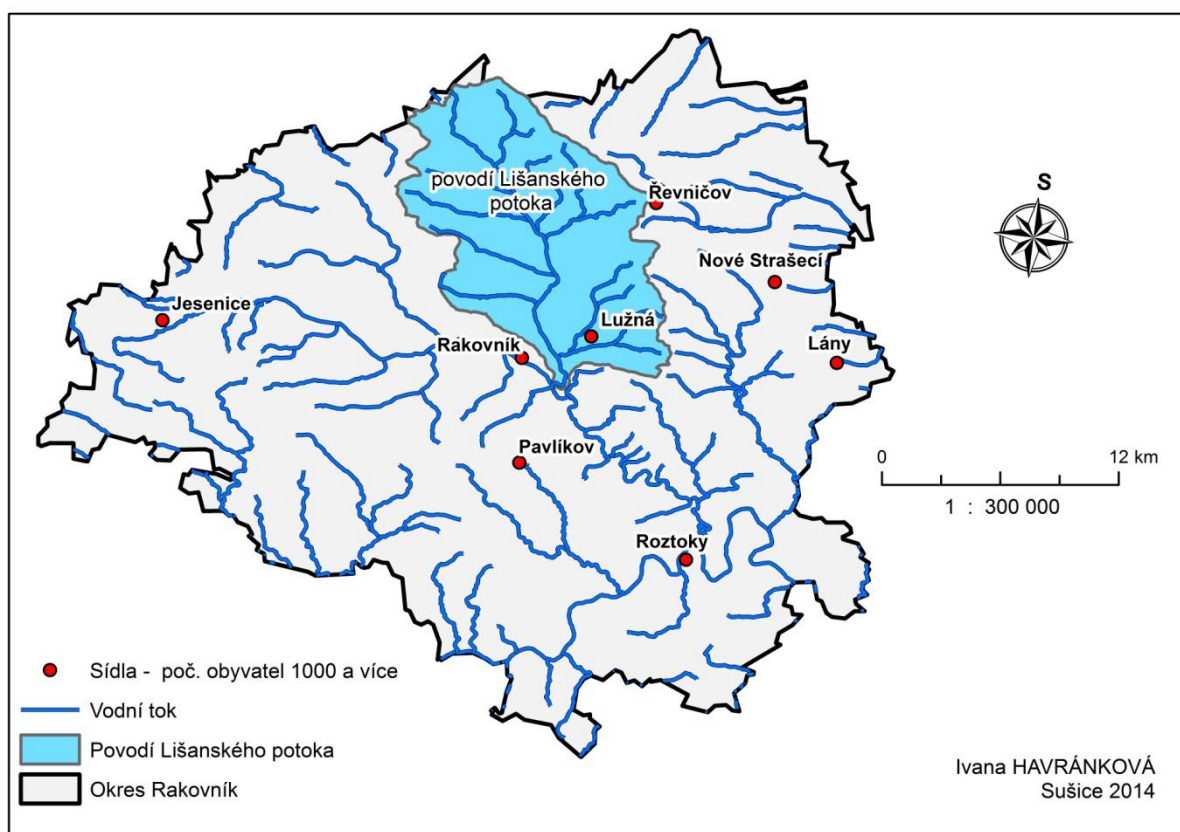 povodí Lišanského
potoka
Řevničov
S
Nové Strašecí
Jesenice
Lužná
Rakovník
Lány
Pavlíkov
0 12 km
1 : 300 000
Roztoky
Sídla - poč. obyvatel 1000 a více
Vodní tok
Povodí Lišanského potoka
Okres Rakovník
Ivana HAVRÁNKOVÁ
Sušice 2014